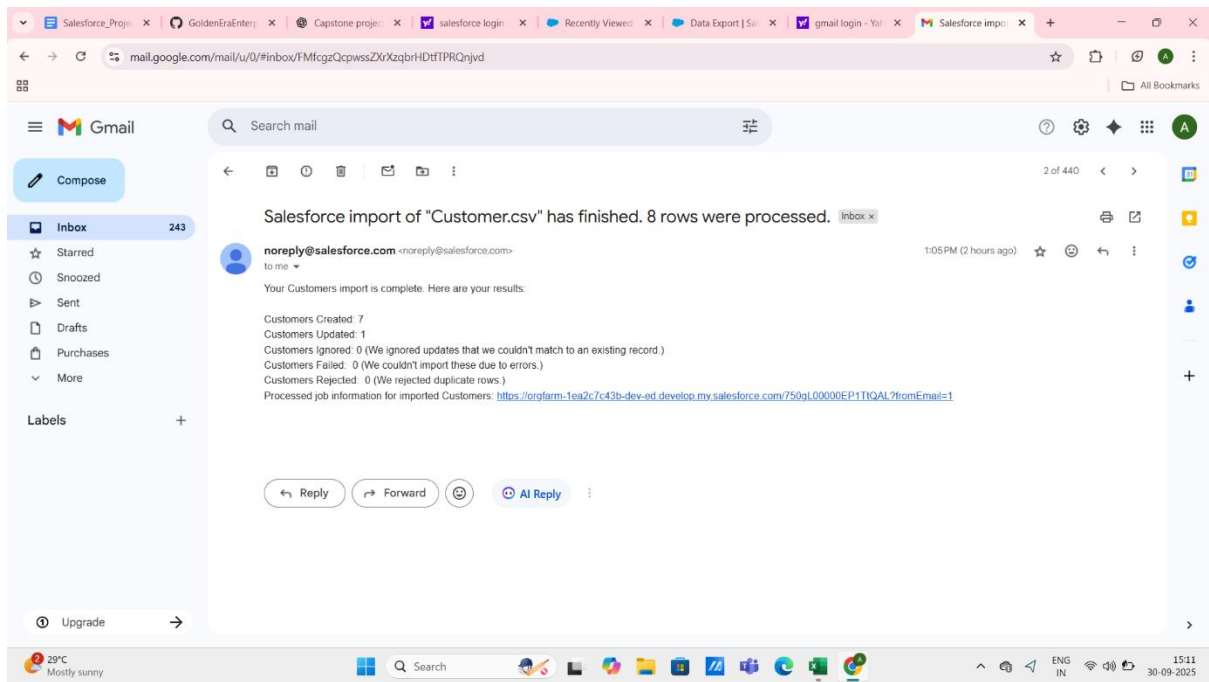 Salesforce_Projec
GoldenEraEnterp
Capstone project
salesforce login
Recently Viewed
Data Export | Sal
gmail login - Yah
Salesforce impor
mail.google.com/mail/u/0/#inbox/FMfcgzQcpwssZXrXzqbrHDtfTPRQnjvd
All Bookmarks
Gmail
Search mail
A
Compose
2 of 440
Salesforce import of "Customer.csv" has finished. 8 rows were processed. Inbox x
Inbox 243
noreply@salesforce.com <noreply@salesforce.com>
1:05 PM (2 hours ago)
to me
Starred
Your Customers import is complete. Here are your results:
Snoozed
Sent
Customers Created: 7
Drafts
Customers Updated: 1
Purchases
Customers Ignored: 0 (We ignored updates that we couldn't match to an existing record.)
Customers Failed: 0 (We couldn't import these due to errors.)
More
Customers Rejected: 0 (We rejected duplicate rows.)
Processed job information for imported Customers: https://orgfarm-1ea2c7c43b-dev-ed.develop.my.salesforce.com/750gL00000EP1TtQAL?fromEmail=1
Labels
Reply
Forward
AI Reply
Upgrade
29°C
Mostly sunny
Search
ENG
IN
15:11
30-09-2025